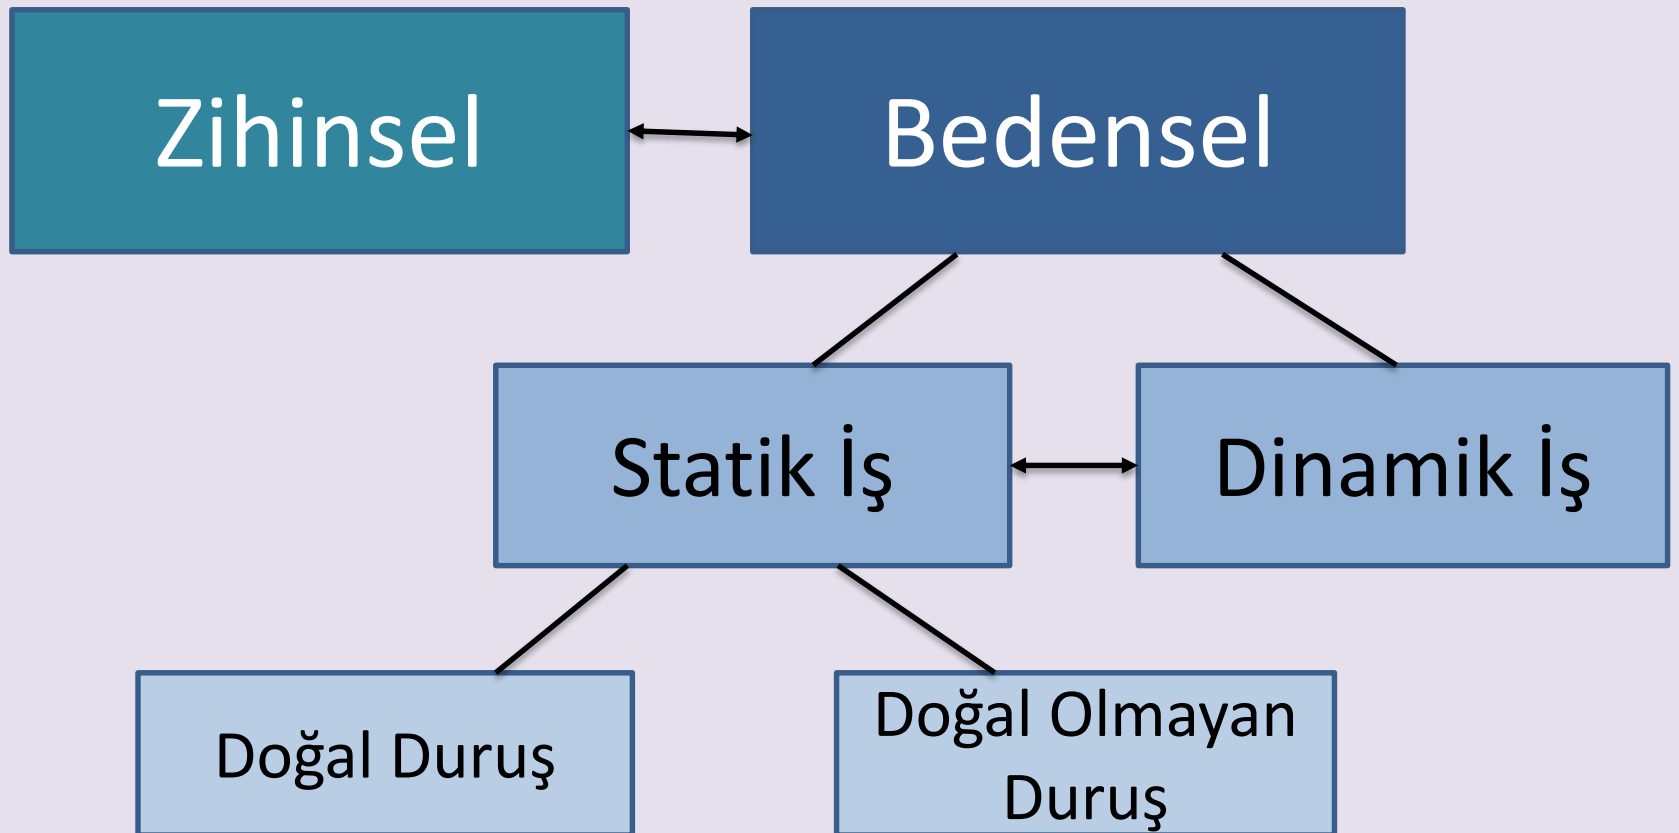 Zihinsel
Bedensel
Statik İş
Dinamik İş
Doğal Duruş
Doğal Olmayan
Duruş